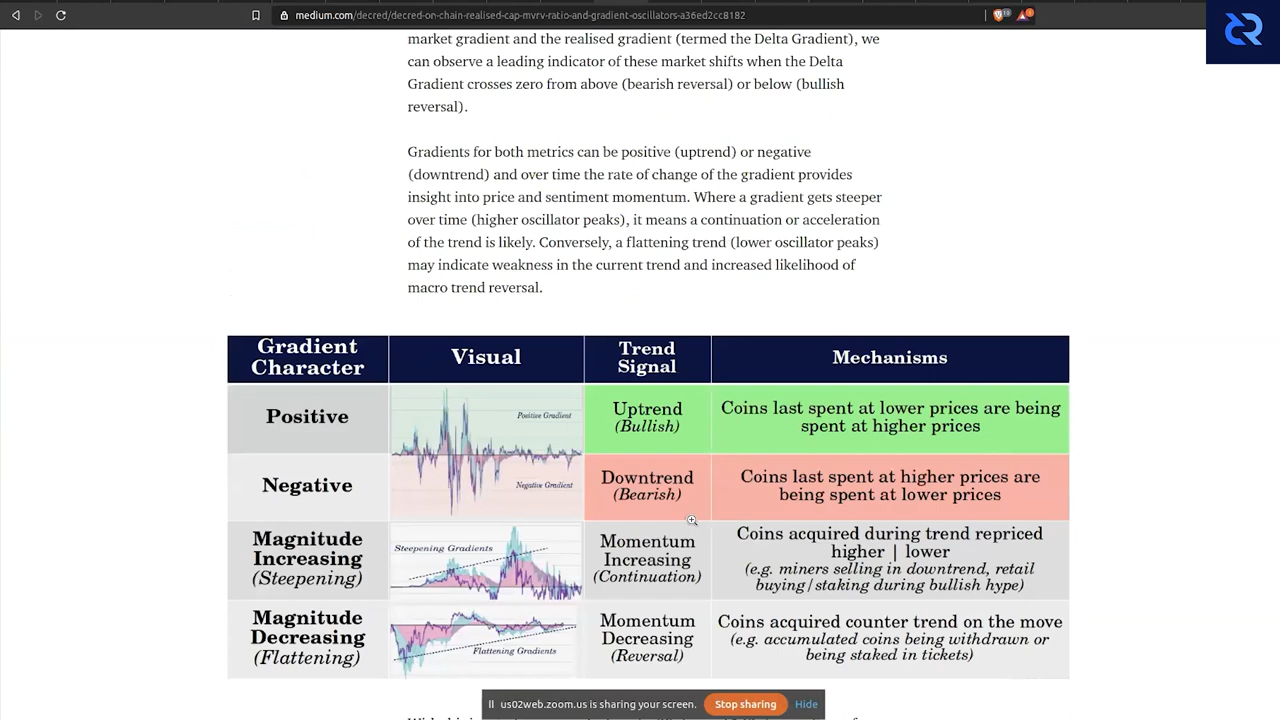 medium.com/decred/decred-on-chain-realised-cap-mvrv-ratio-and-gradient-oscillators-a36ed2cc8182
market gradient and the realised gradient (termed the Delta Gradient), we
can observe a leading indicator of these market shifts when the Delta
Gradient crosses zero from above (bearish reversal) or below (bullish
reversal).
Gradients for both metrics can be positive (uptrend) or negative
(downtrend) and over time the rate of change of the gradient provides
insight into price and sentiment momentum. Where a gradient gets steeper
over time (higher oscillator peaks), it means a continuation or acceleration
of the trend is likely. Conversely, a flattening trend (lower oscillator peaks)
may indicate weakness in the current trend and increased likelihood of
macro trend reversal.
Gradient
Character
Visual
Trend
Signal
Mechanisms
Positive
Positive Gradient
Uptrend
(Bullish)
Coins last spent at lower prices are being
spent at higher prices
Negative
Negative Gradient
Downtrend
(Bearish)
Coins last spent at higher prices are
being spent at lower prices
Magnitude
Increasing
(Steepening)
Steepening Gradients
Momentum
Increasing
(Continuation)
Coins acquired during trend repriced
higher | lower
(e.g. miners selling in downtrend, retail
buying/staking during bullish hype)
Magnitude
Decreasing
(Flattening)
Flattening Gradients
Momentum
Decreasing
(Reversal)
Coins acquired counter trend on the move
(e.g. accumulated coins being withdrawn or
being staked in tickets)
us02web.zoom.us is sharing your screen.
Stop sharing
Hide